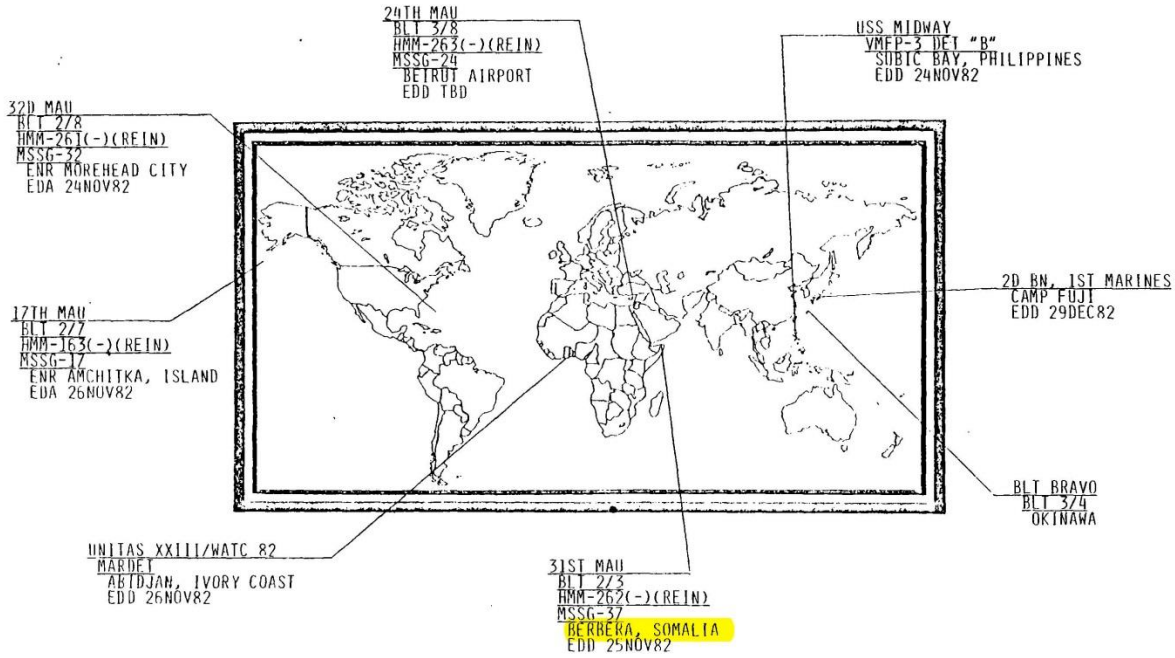 24TH MAU
BLT 3/8
HMM-263(-)(REIN)
MSSG-24
BEIRUT AIRPORT
EDD TBD
USS MIDWAY
VMFP-3 DET "B"
SUBIC BAY, PHILIPPINES
EDD 24NOV82
32D MAU
BLT 2/8
HMM-261(-)(REIN)
MSSG-32
ENR MOREHEAD CITY
EDA 24NOV82
17TH MAU
BLT 2/7
HMM-163(-)(REIN)
MSSG-17
ENR AMCHITKA, ISLAND
EDA 26NOV82
2D BN, 1ST MARINES
CAMP FUJI
EDD 29DEC82
BLT BRAVO
BLT 3/4
OKINAWA
UNITAS XXIII/WATC 82
MARDET
ABIDJAN, IVORY COAST
EDD 26NOV82
31ST MAU
BLT 2/3
HMM-262(-)(REIN)
MSSG-37
BERBERA, SOMALIA
EDD 25NOV82